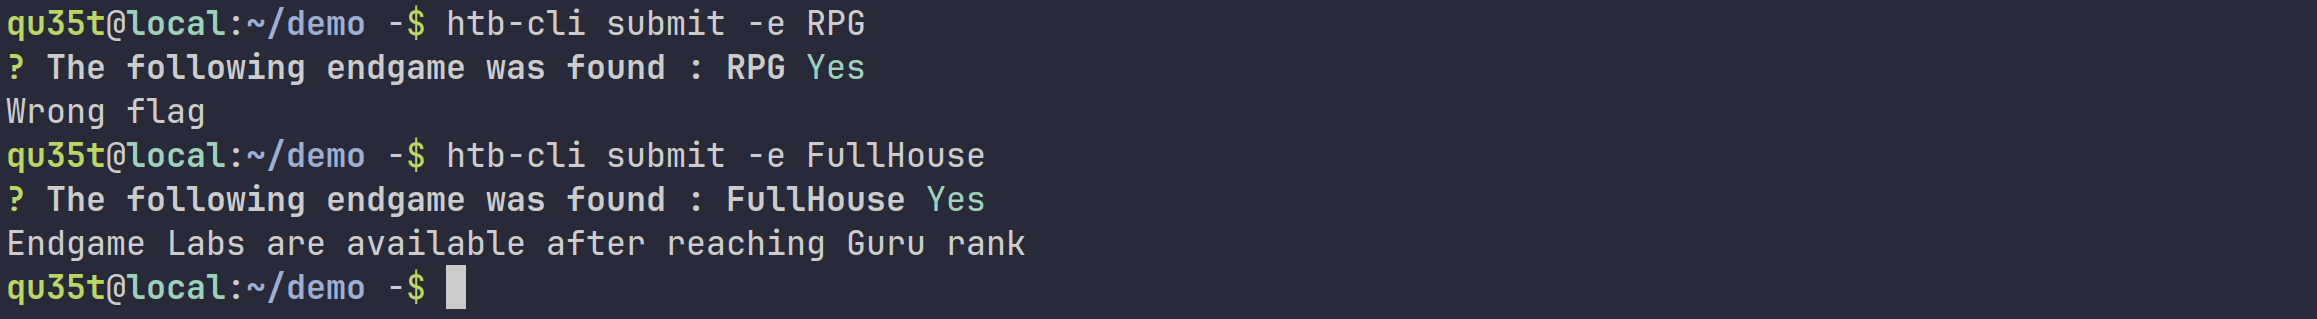 qu35t@local:~/demo -$ htb-cli submit -e RPG
? The following endgame was found : RPG Yes
Wrong flag
qu35t@local:~/demo -$ htb-cli submit -e FullHouse
? The following endgame was found : FullHouse Yes
Endgame Labs are available after reaching Guru rank
qu35t@local:~/demo -$